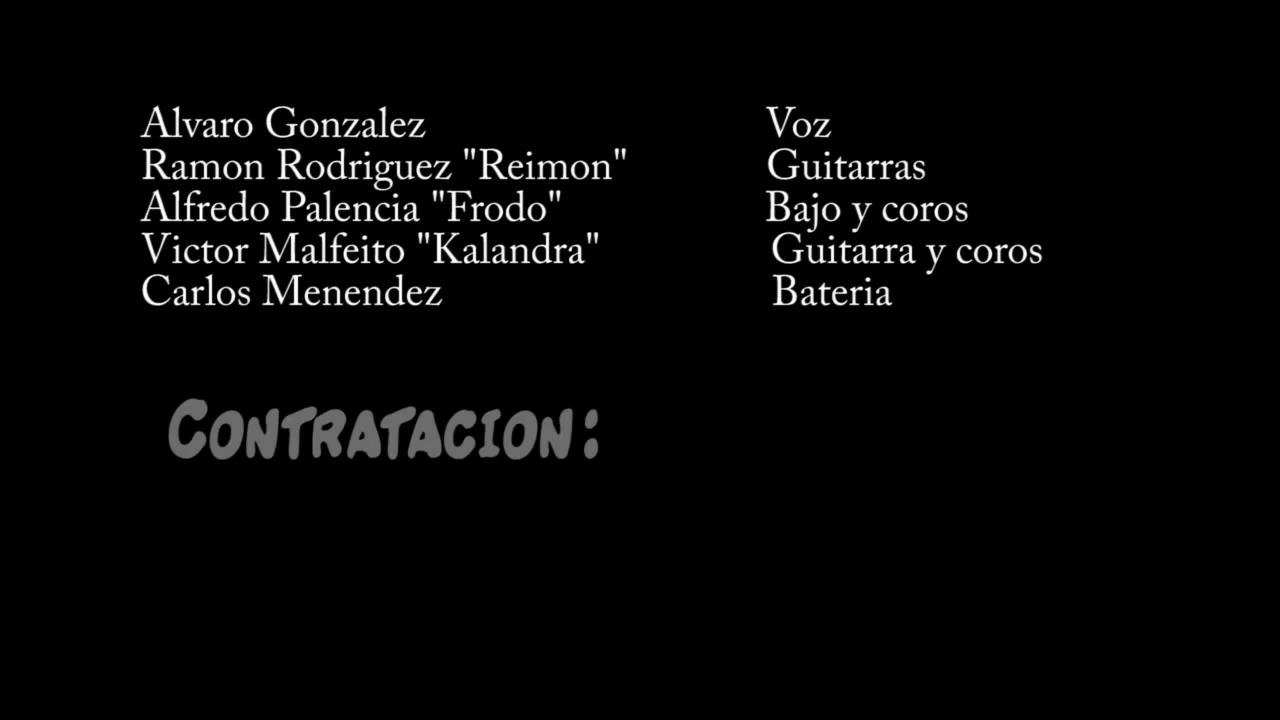 Alvaro Gonzalez Voz
Ramon Rodriguez "Reimon" Guitarras
Alfredo Palencia "Frodo" Bajo y coros
Victor Malfeito "Kalandra" Guitarra y coros
Carlos Menendez Bateria
CONTRATACION: